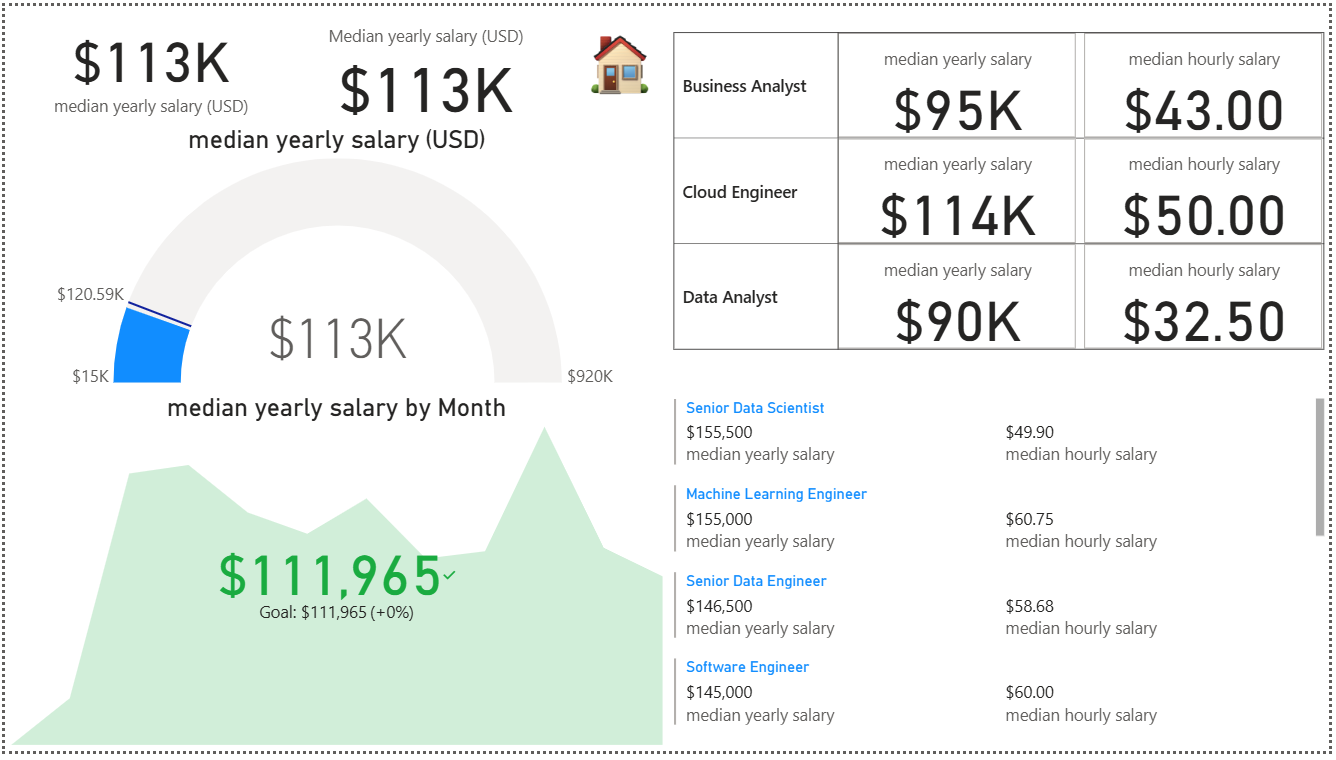 $113K
median yearly salary (USD)
Median yearly salary (USD)
$113K
median yearly salary (USD)
$120.59K
$113K
$15K
$920K
median yearly salary by Month
$111,965
Goal: $111,965 (+0%)
Business Analyst
median yearly salary
$95K
median hourly salary
$43.00
Cloud Engineer
median yearly salary
$114K
median hourly salary
$50.00
Data Analyst
median yearly salary
$90K
median hourly salary
$32.50
Senior Data Scientist
$155,500
median yearly salary
$49.90
median hourly salary
Machine Learning Engineer
$155,000
median yearly salary
$60.75
median hourly salary
Senior Data Engineer
$146,500
median yearly salary
$58.68
median hourly salary
Software Engineer
$145,000
median yearly salary
$60.00
median hourly salary